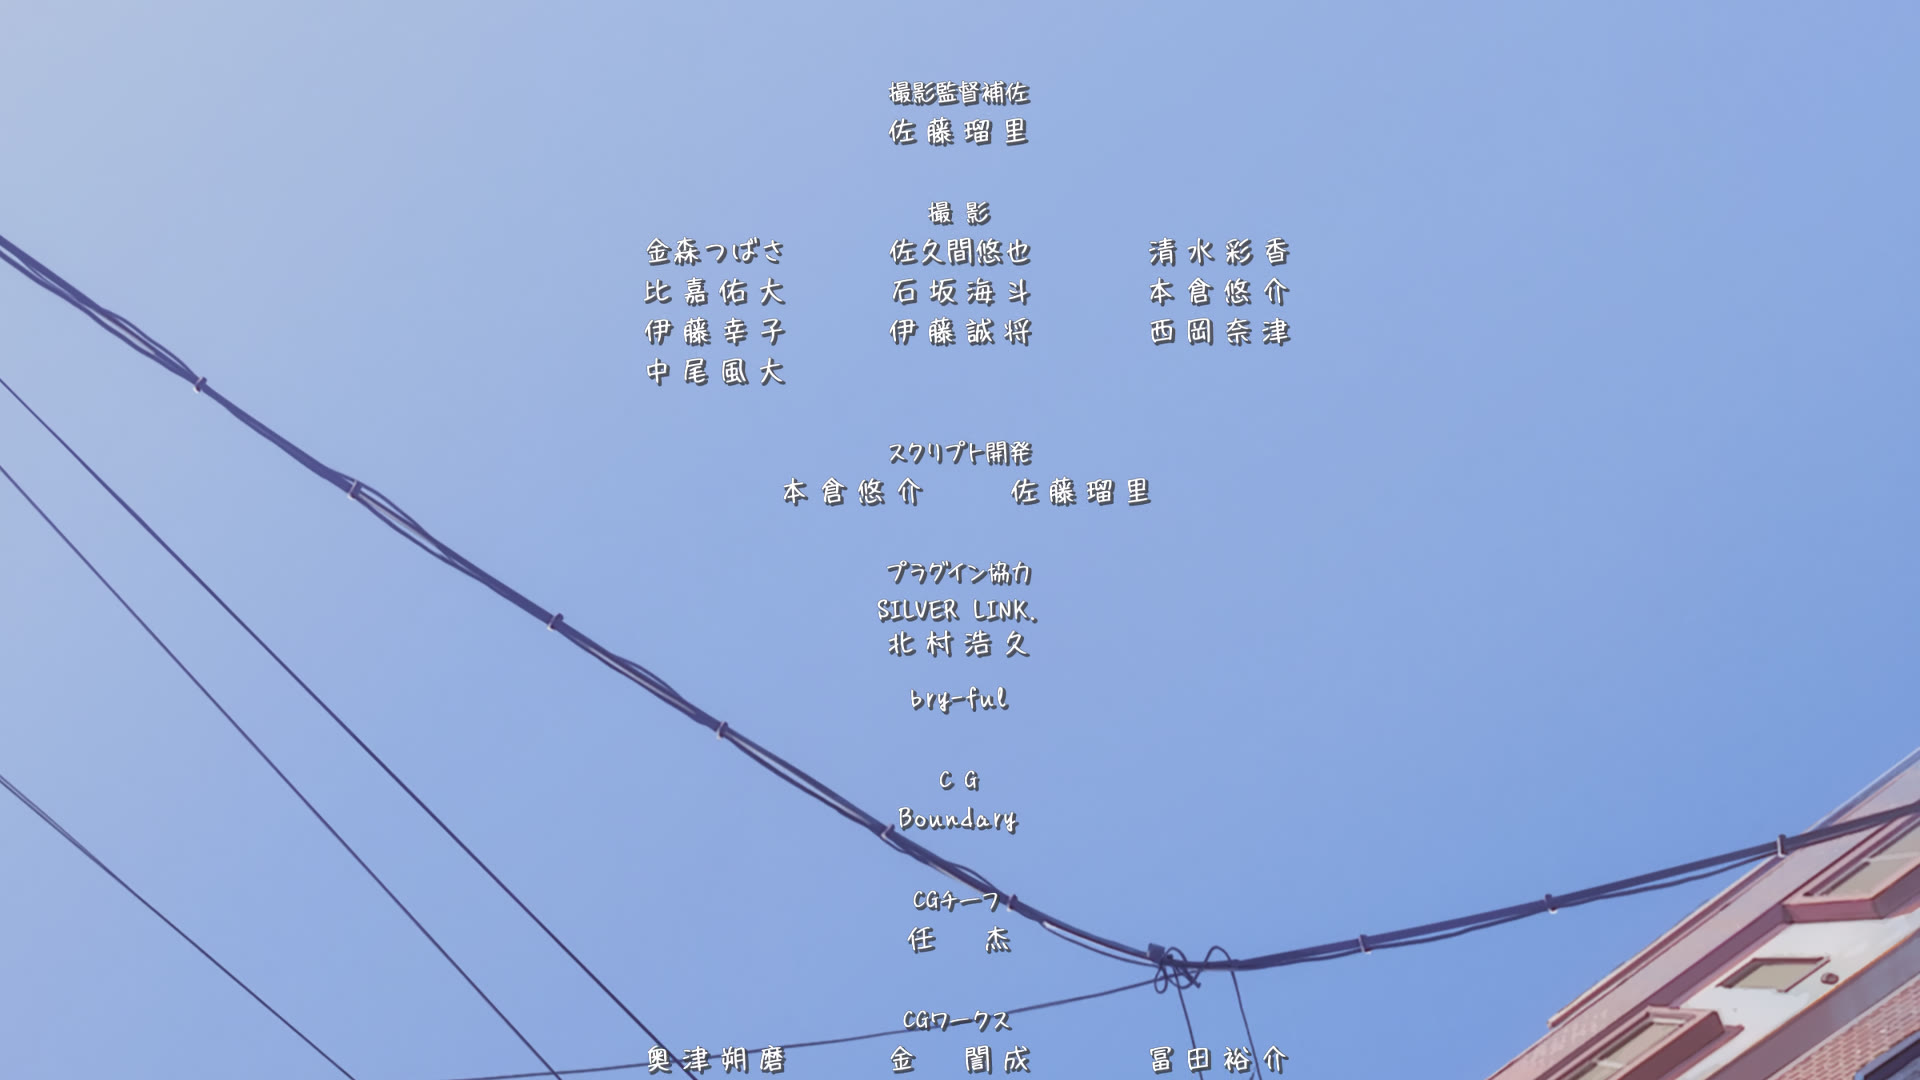 撮影監督補佐
佐藤瑠里
撮影
金森つばさ 佐久間悠也 清水彩香
比嘉佑大 石坂海斗 本倉悠介
伊藤幸子 伊藤誠将 西岡奈津
中尾風大
スクリプト開発
本倉悠介 佐藤瑠里
プラグイン協力
SILVER LINK.
北村浩久
bry-ful
CG
Boundary
CGチーフ
任 杰
CGワークス
奥津朔磨 金 誾成 冨田裕介